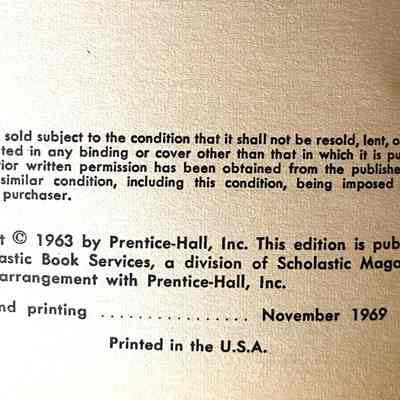 sold subject to the condition that it shall not be resold, lent, o
ted in any binding or cover other than that in which it is pu
ior written permission has been obtained from the publishe
similar condition, including this condition, being imposed
purchaser.
t © 1963 by Prentice-Hall, Inc. This edition is pub
astic Book Services, a division of Scholastic Maga
arrangement with Prentice-Hall, Inc.
nd printing ................ November 1969
Printed in the U.S.A.